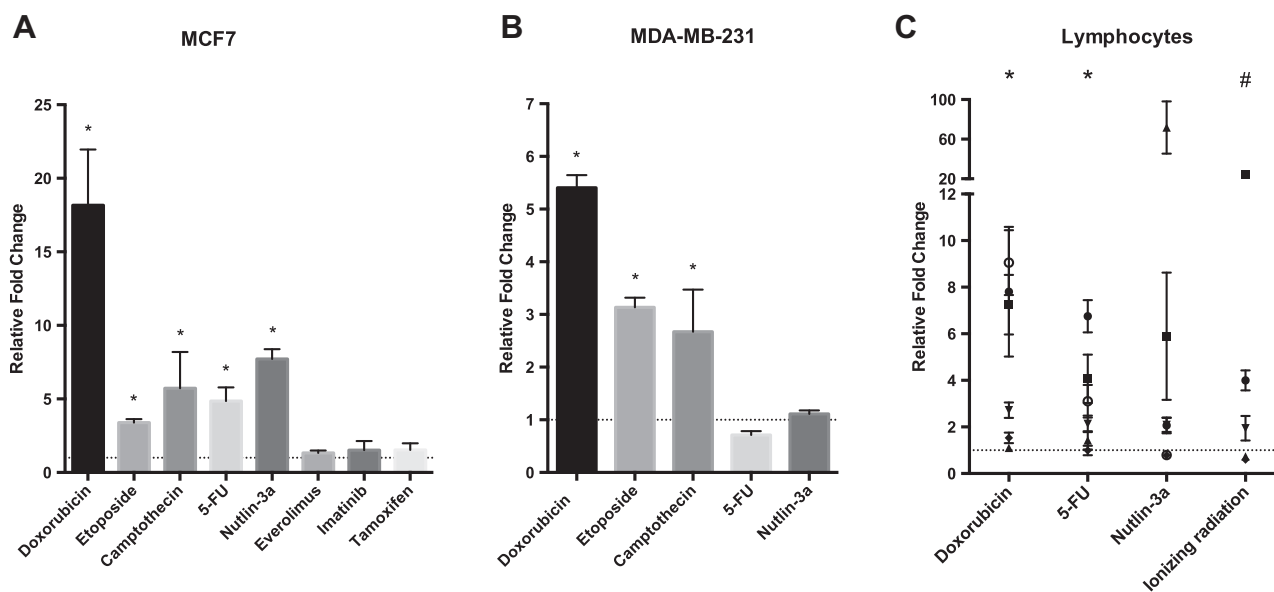 A
MCF7
Relative Fold Change
25
20
15
10
5
0
*
*
*
*
*
Doxorubicin
Etoposide
Camptothecin
5-FU
Nutlin-3a
Everolimus
Imatinib
Tamoxifen
B
MDA-MB-231
Relative Fold Change
7
6
5
4
3
2
1
0
*
*
*
Doxorubicin
Etoposide
Camptothecin
5-FU
Nutlin-3a
C
Lymphocytes
* * #
Relative Fold Change
100
60
20
12
10
8
6
4
2
0
Doxorubicin
5-FU
Nutlin-3a
Ionizing radiation